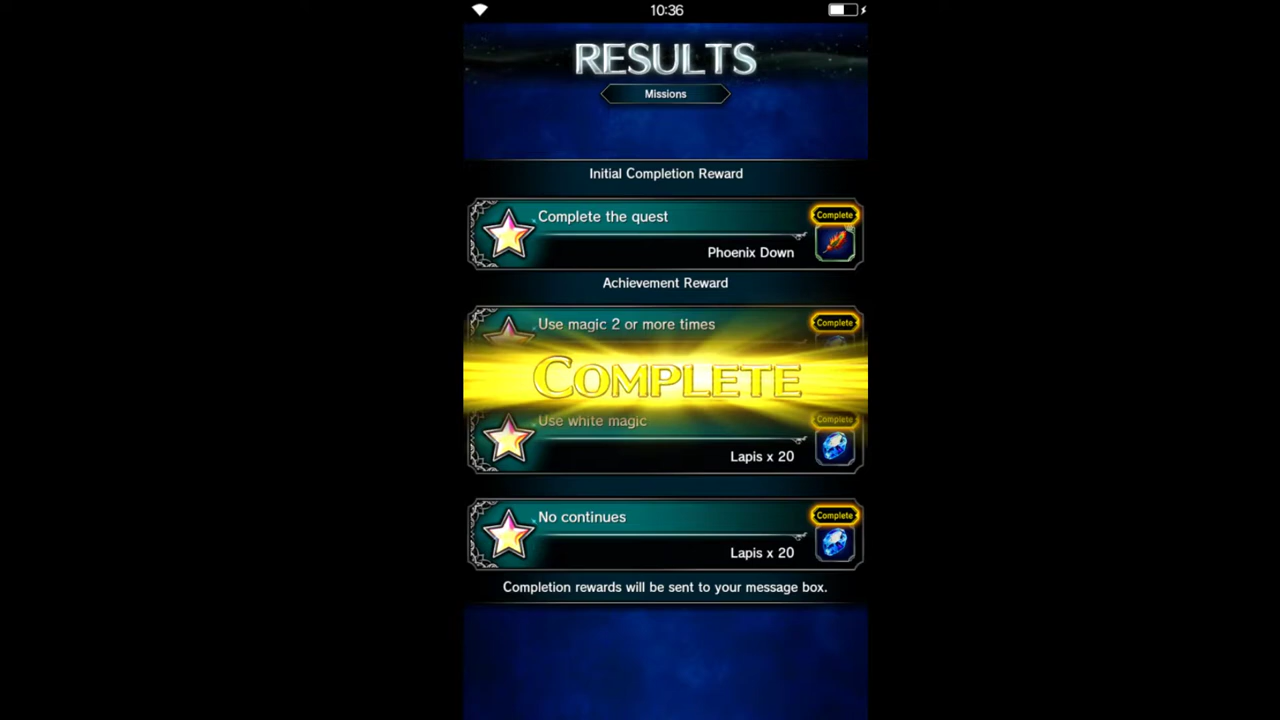 10:36
RESULTS
Missions
Initial Completion Reward
Complete the quest
Complete
Phoenix Down
Achievement Reward
Use magic 2 or more times
Complete
COMPLETE
Use white magic
Complete
Lapis x 20
No continues
Complete
Lapis x 20
Completion rewards will be sent to your message box.